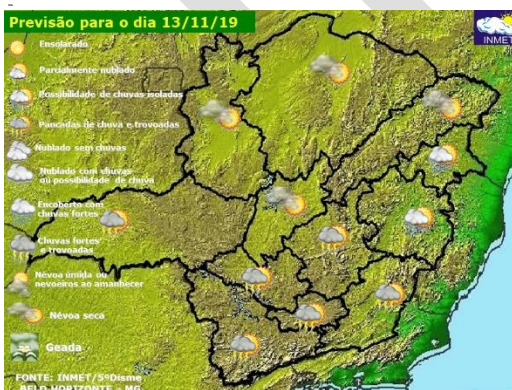 Previsão para o dia 13/11/19
INMET
Ensolarado
Parcialmente nublado
Possibilidade de chuvas isoladas
Pancadas de chuva e trovoadas
Nublado sem chuvas
Nublado com chuvas
ou possibilidade de chuva
Encoberto com
chuvas fortes
Chuvas fortes
e trovoadas
Névoa úmida ou
nevoeiros ao amanhecer
Névoa seca
Geada
FONTE: INMET/5ºDisme
BELO HORIZONTE - MG